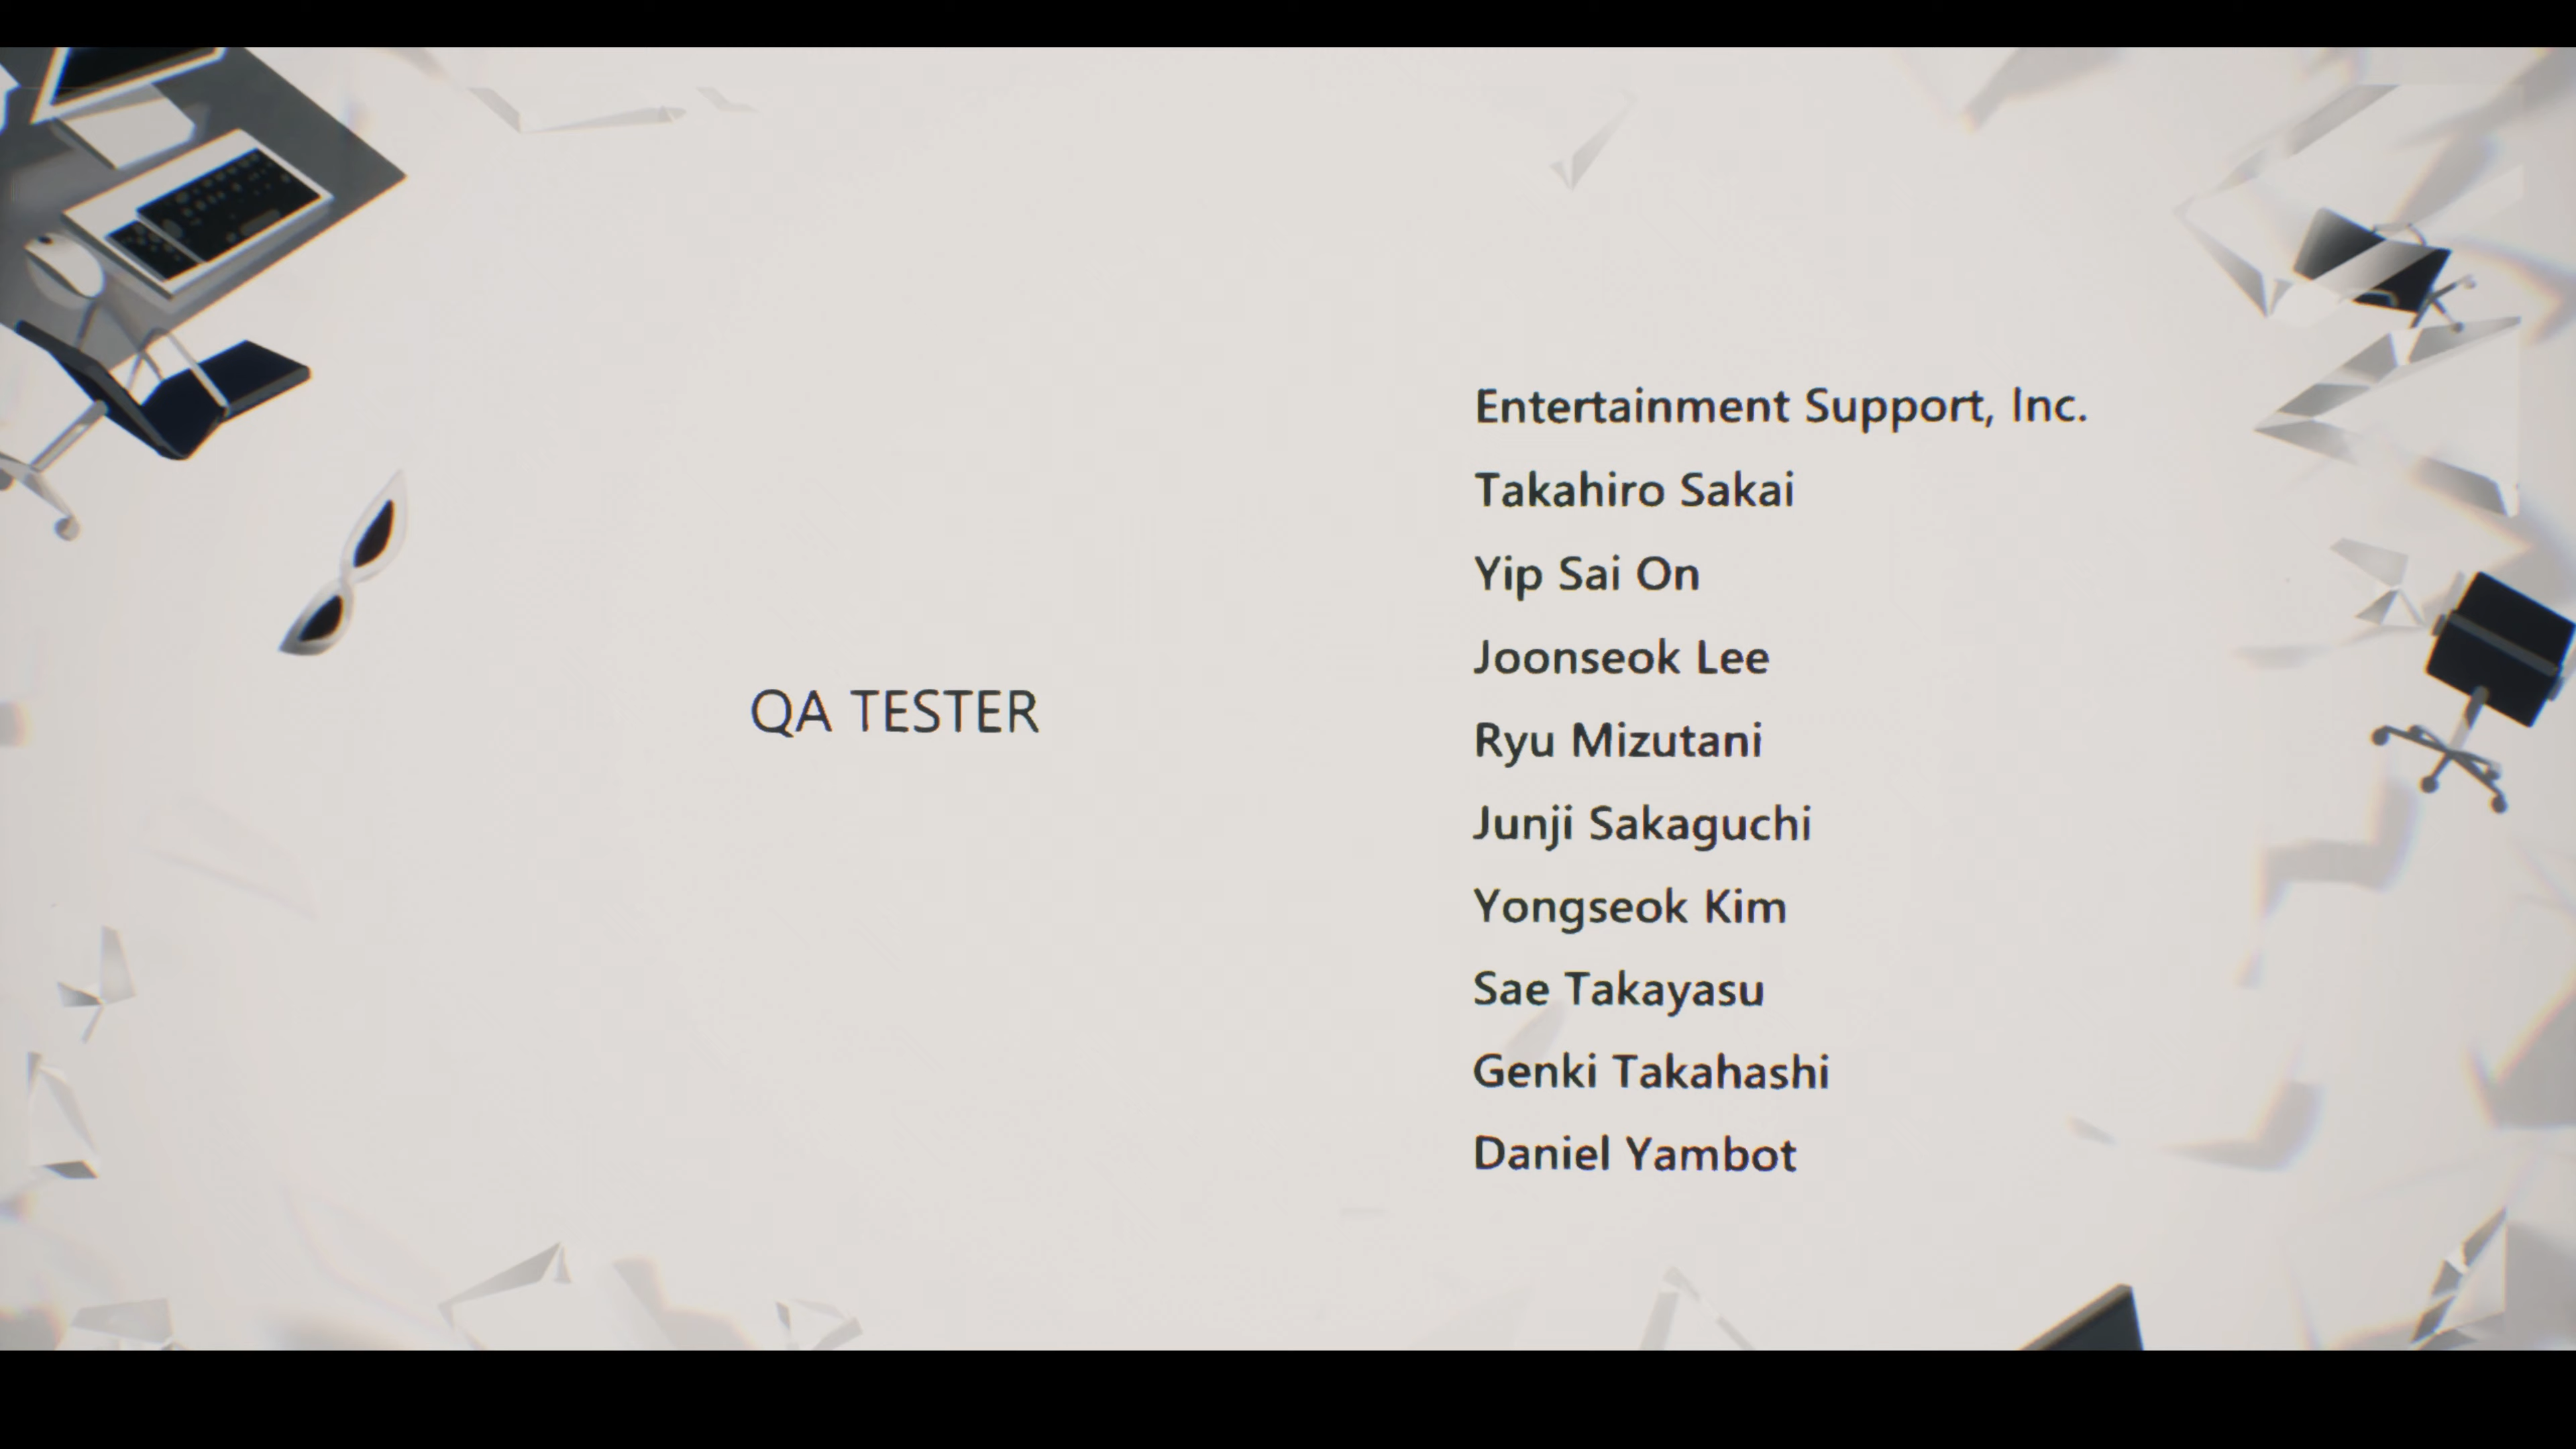 QA TESTER
Entertainment Support, Inc.
Takahiro Sakai
Yip Sai On
Joonseok Lee
Ryu Mizutani
Junji Sakaguchi
Yongseok Kim
Sae Takayasu
Genki Takahashi
Daniel Yambot